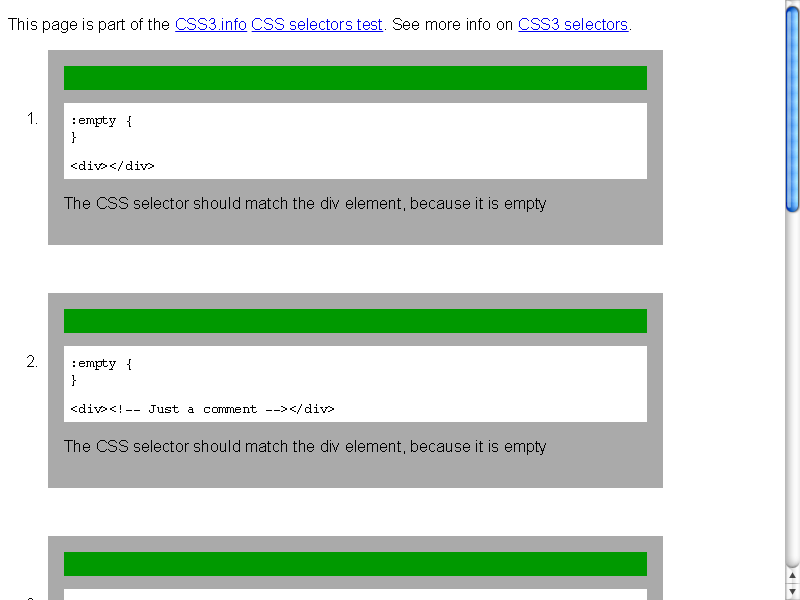 This page is part of the CSS3.info CSS selectors test. See more info on CSS3 selectors.
1.
:empty {
}
<div></div>
The CSS selector should match the div element, because it is empty
2.
:empty {
}
<div><!-- Just a comment --></div>
The CSS selector should match the div element, because it is empty